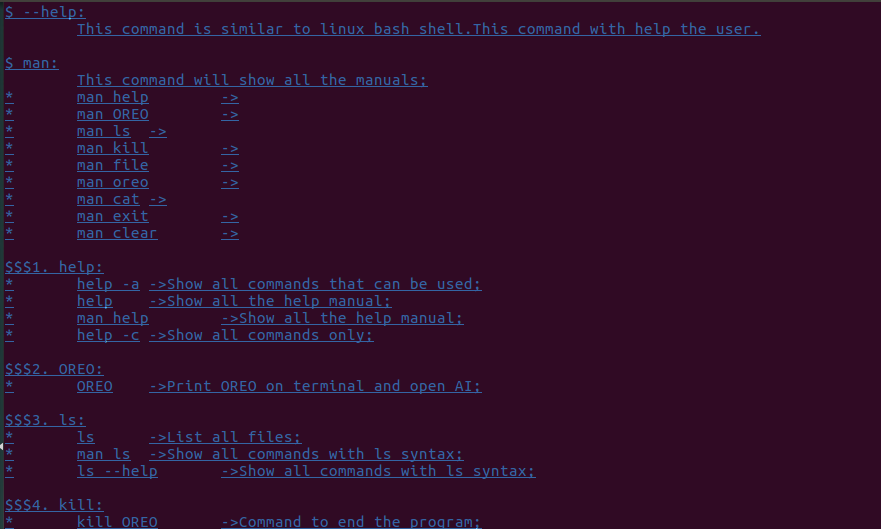 $ --help:
This command is similar to linux bash shell.This command with help the user.
$ man:
This command will show all the manuals;
* man help ->
* man OREO ->
* man ls ->
* man kill ->
* man file ->
* man oreo ->
* man cat ->
* man exit ->
* man clear ->
$$$1. help:
* help -a ->Show all commands that can be used;
* help ->Show all the help manual;
* man help ->Show all the help manual;
* help -c ->Show all commands only;
$$$2. OREO:
* OREO ->Print OREO on terminal and open AI;
$$$3. ls:
* ls ->List all files;
* man ls ->Show all commands with ls syntax;
* ls --help ->Show all commands with ls syntax;
$$$4. kill:
* kill OREO ->Command to end the program;